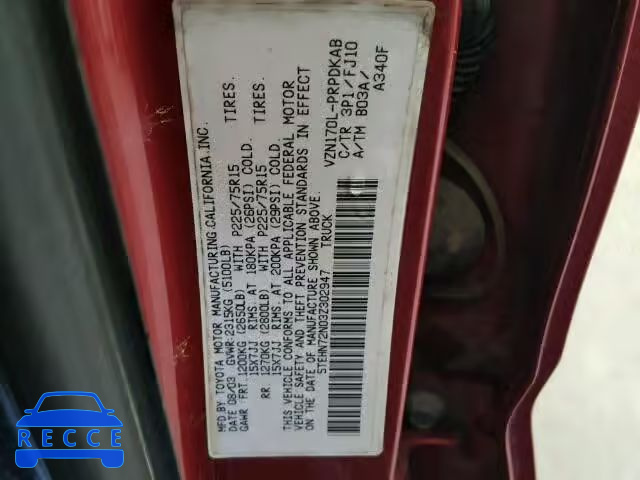 MFD BY TOYOTA MOTOR MANUFACTURING CALIFORNIA, INC.
DATE 08/03 GVWR:2315KG (5100LB)
GAWR FRT.1200KG (2650LB) WITH P225/75R15 TIRES.
15X7JJ RIMS. AT 180KPA (26PSI) COLD.
RR. 1270KG (2800LB) WITH P225/75R15 TIRES.
15X7JJ RIMS. AT 200KPA (29PSI) COLD.
THIS VEHICLE CONFORMS TO ALL APPLICABLE FEDERAL MOTOR
VEHICLE SAFETY AND THEFT PREVENTION STANDARDS IN EFFECT
ON THE DATE OF MANUFACTURE SHOWN ABOVE.
5TEHN72N03Z302947 TRUCK
VZN170L-PRPDKAB
C/TR 3P1/FJ10
A/TM B03A/
A340F
RECCE